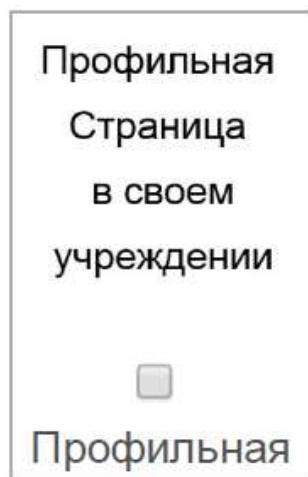 Профильная
Страница
в своем
учреждении
Профильная